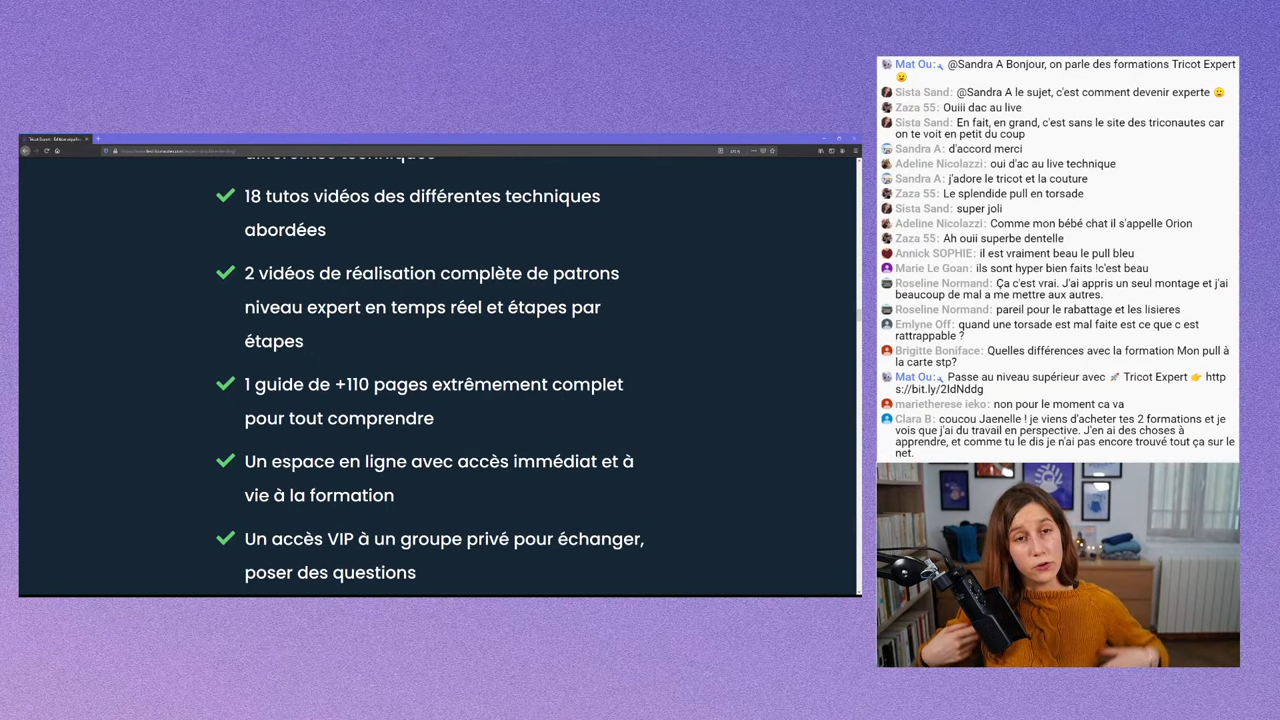 différentes techniques
18 tutos vidéos des différentes techniques
abordées
2 vidéos de réalisation complète de patrons
niveau expert en temps réel et étapes par
étapes
1 guide de +110 pages extrêmement complet
pour tout comprendre
Un espace en ligne avec accès immédiat et à
vie à la formation
Un accès VIP à un groupe privé pour échanger,
poser des questions
Mat Ou: @Sandra A Bonjour, on parle des formations Tricot Expert
😉
Sista Sand: @Sandra A le sujet, c'est comment devenir experte 🙂
Zaza 55: Ouiii dac au live
Sista Sand: En fait, en grand, c'est sans le site des triconautes car
on te voit en petit du coup
Sandra A: d'accord merci
Adeline Nicolazzi: oui d'ac au live technique
Sandra A: j'adore le tricot et la couture
Zaza 55: Le splendide pull en torsade
Sista Sand: super joli
Adeline Nicolazzi: Comme mon bébé chat il s'appelle Orion
Zaza 55: Ah ouii superbe dentelle
Annick SOPHIE: il est vraiment beau le pull bleu
Marie Le Goan: ils sont hyper bien faits !c'est beau
Roseline Normand: Ça c'est vrai. J'ai appris un seul montage et j'ai
beaucoup de mal a me mettre aux autres.
Roseline Normand: pareil pour le rabattage et les lisieres
Emlyne Off: quand une torsade est mal faite est ce que c est
rattrappable ?
Brigitte Boniface: Quelles différences avec la formation Mon pull à
la carte stp?
Mat Ou: Passe au niveau supérieur avec 🚀 Tricot Expert 👉 http
s://bit.ly/2IdNddg
marietherese ieko: non pour le moment ca va
Clara B: coucou Jaenelle ! je viens d'acheter tes 2 formations et je
vois que j'ai du travail en perspective. J'en ai des choses à
apprendre, et comme tu le dis je n'ai pas encore trouvé tout ça sur le
net.